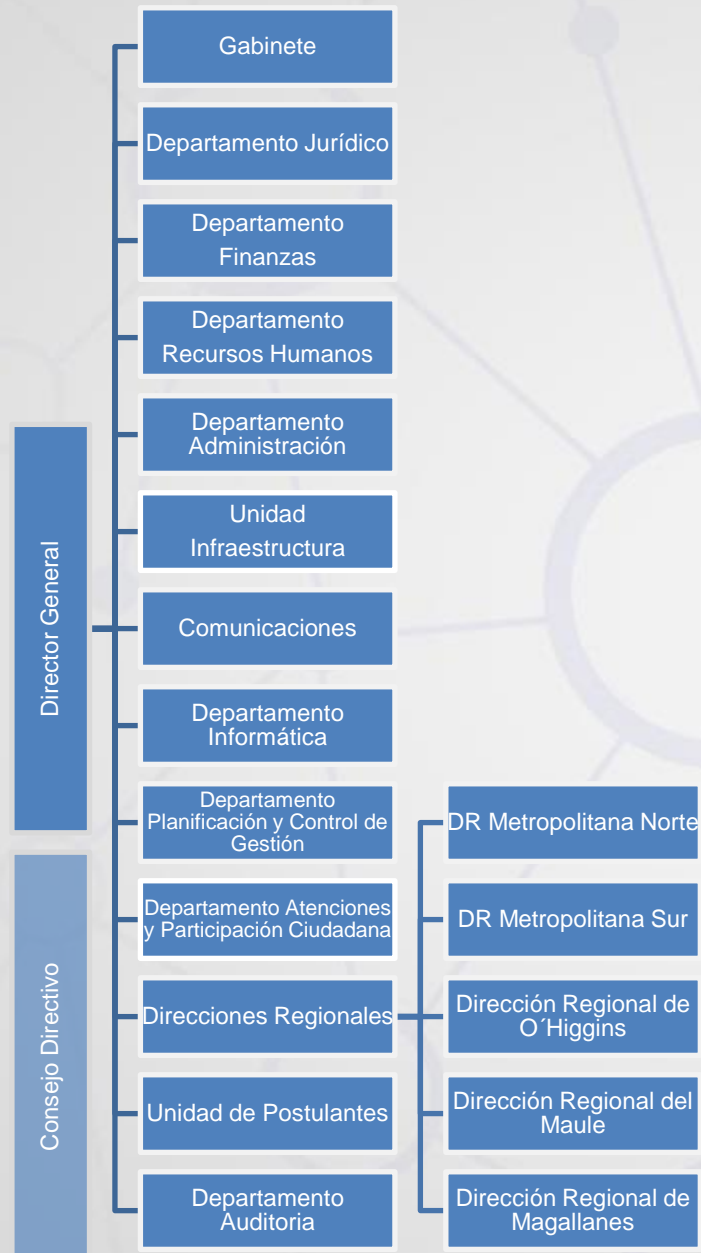 Gabinete
Departamento Jurídico
Departamento
Finanzas
Departamento
Recursos Humanos
Departamento
Administración
Unidad
Infraestructura
Comunicaciones
Departamento
Informática
Departamento
Planificación y Control de
Gestión
Departamento Atenciones
y Participación Ciudadana
Direcciones Regionales
Unidad de Postulantes
Departamento
Auditoria
Director General
Consejo Directivo
DR Metropolitana Norte
DR Metropolitana Sur
Dirección Regional de
O´Higgins
Dirección Regional del
Maule
Dirección Regional de
Magallanes